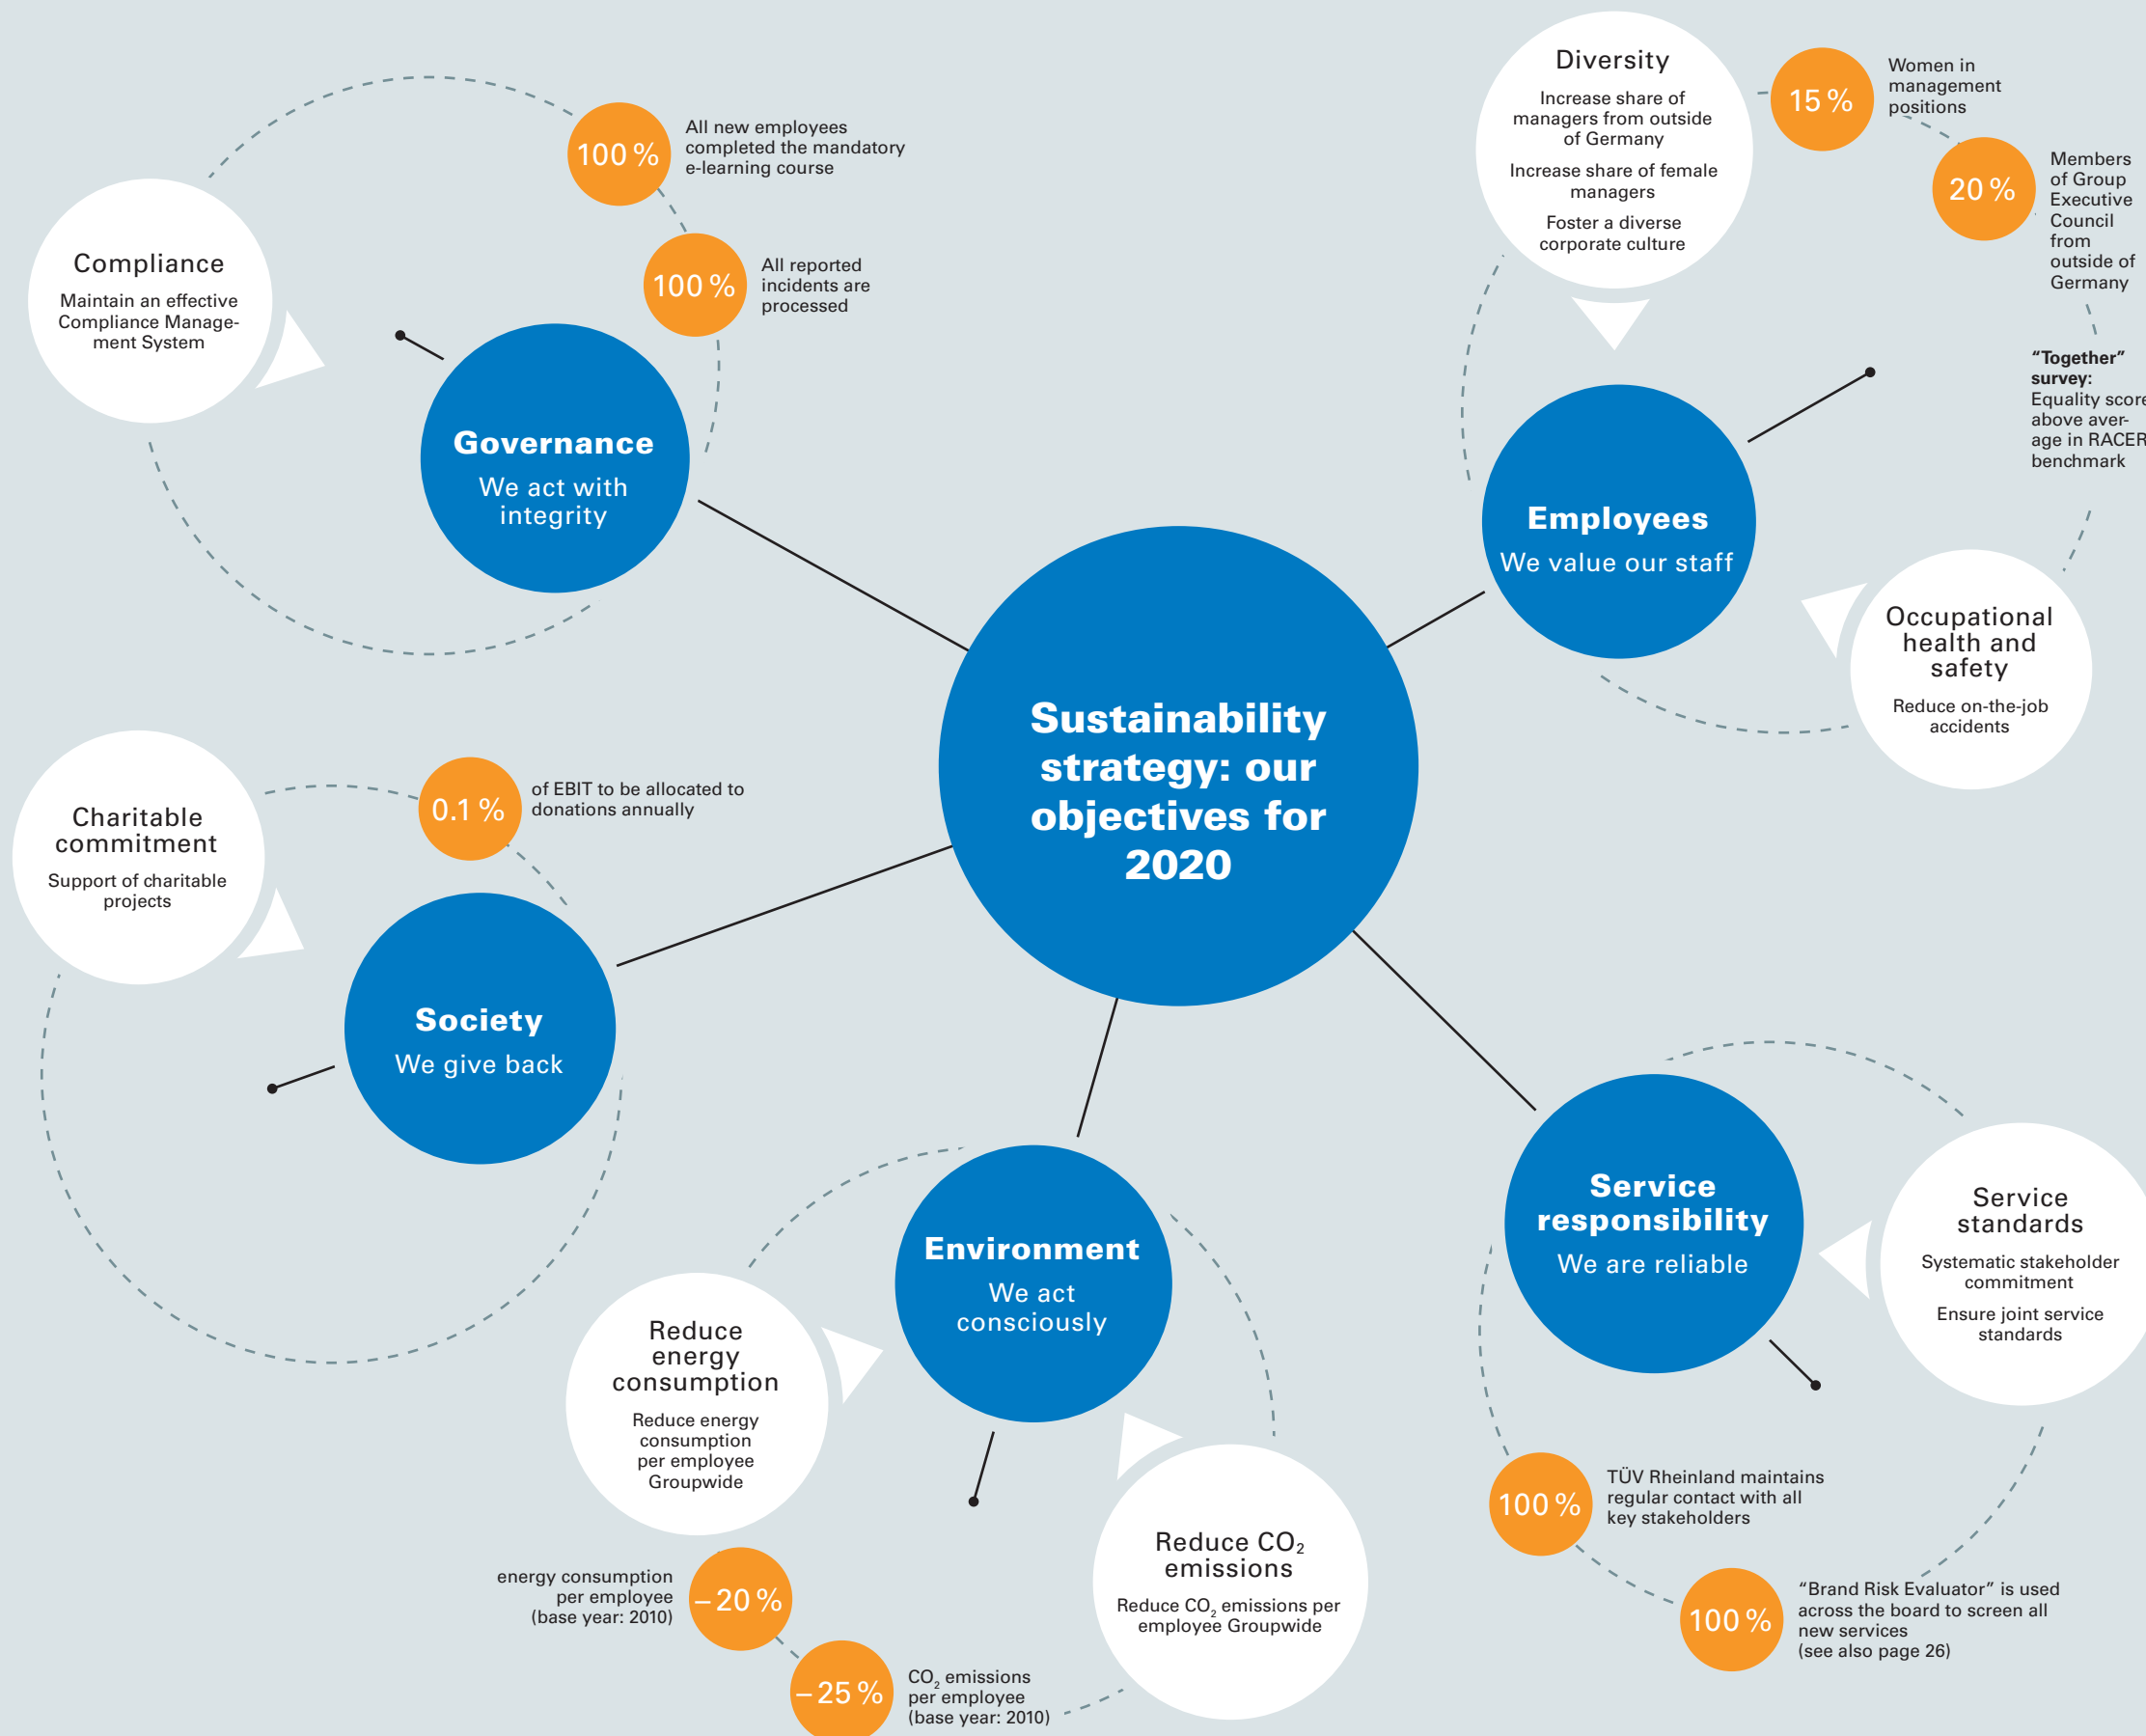 Sustainability
strategy: our
objectives for
2020
Governance
We act with
integrity
Compliance
Maintain an effective
Compliance Manage-
ment System
100 %
All new employees
completed the mandatory
e-learning course
100 %
All reported
incidents are
processed
Employees
We value our staff
Diversity
Increase share of
managers from outside
of Germany
Increase share of female
managers
Foster a diverse
corporate culture
15 %
Women in
management
positions
20 %
Members
of Group
Executive
Council
from
outside of
Germany
“Together”
survey:
Equality score
above aver-
age in RACER
benchmark
Occupational
health and
safety
Reduce on-the-job
accidents
Society
We give back
Charitable
commitment
Support of charitable
projects
0.1 %
of EBIT to be allocated to
donations annually
Environment
We act
consciously
Reduce
energy
consumption
Reduce energy
consumption
per employee
Groupwide
energy consumption
per employee
(base year: 2010)
– 20 %
– 25 %
CO₂ emissions
per employee
(base year: 2010)
Reduce CO₂
emissions
Reduce CO₂ emissions per
employee Groupwide
Service
responsibility
We are reliable
Service
standards
Systematic stakeholder
commitment
Ensure joint service
standards
100 %
TÜV Rheinland maintains
regular contact with all
key stakeholders
100 %
“Brand Risk Evaluator” is used
across the board to screen all
new services
(see also page 26)